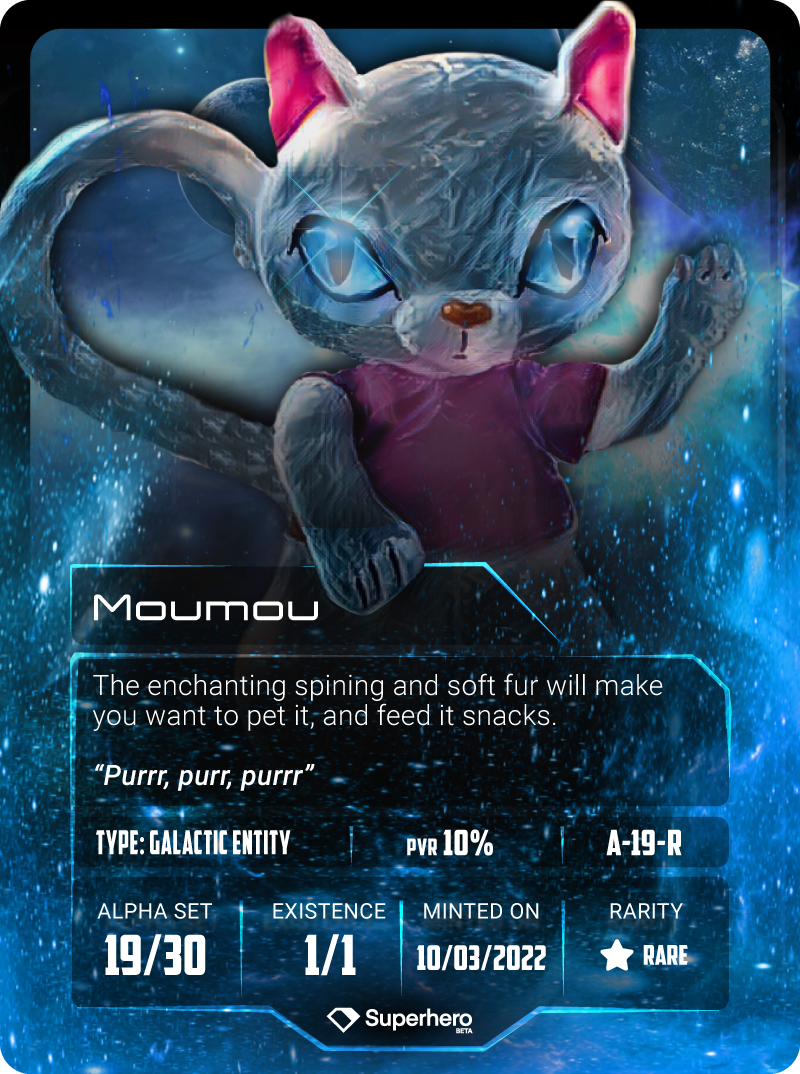 Moumou
The enchanting spining and soft fur will make
you want to pet it, and feed it snacks.
“Purrr, purr, purrr”
TYPE: GALACTIC ENTITY PVR 10% A-19-R
ALPHA SET EXISTENCE MINTED ON RARITY
19/30 1/1 10/03/2022 RARE
Superhero
BETA